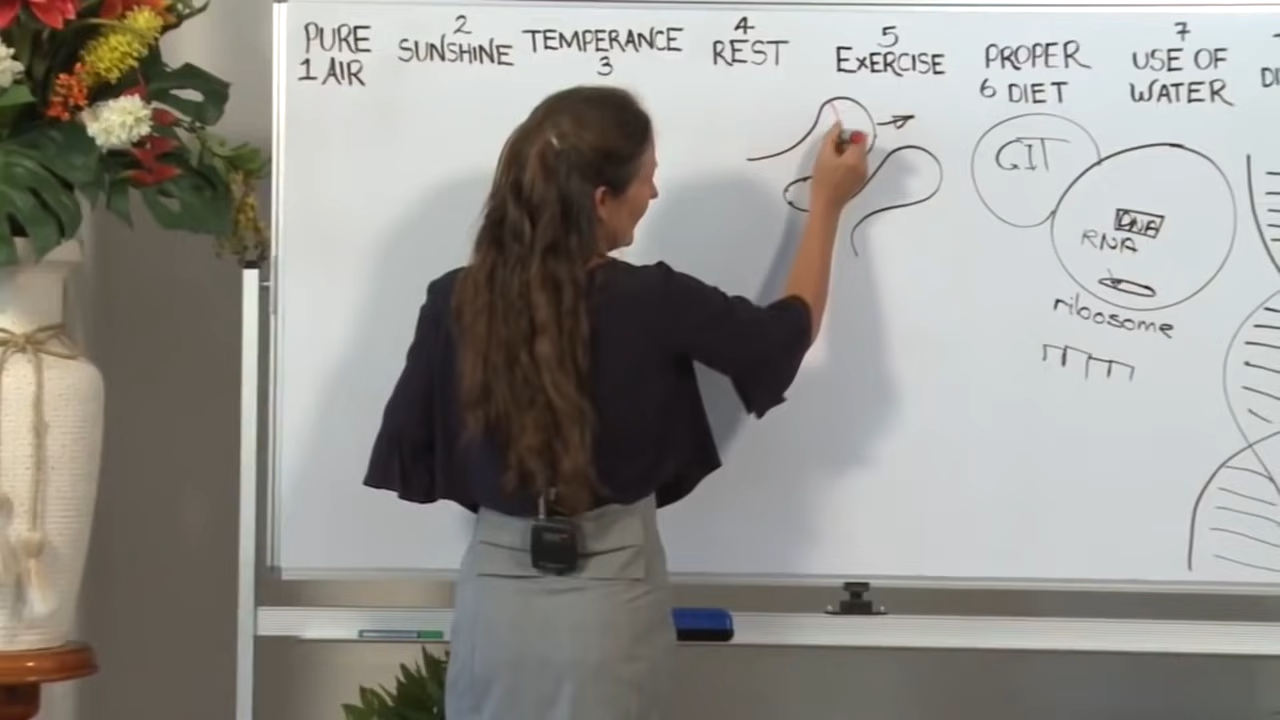 PURE
1 AIR
2
SUNSHINE
TEMPERANCE
3
4
REST
5
EXERCISE
PROPER
6 DIET
7
USE OF
WATER
DI
GIT
DNA
RNA
ribosome